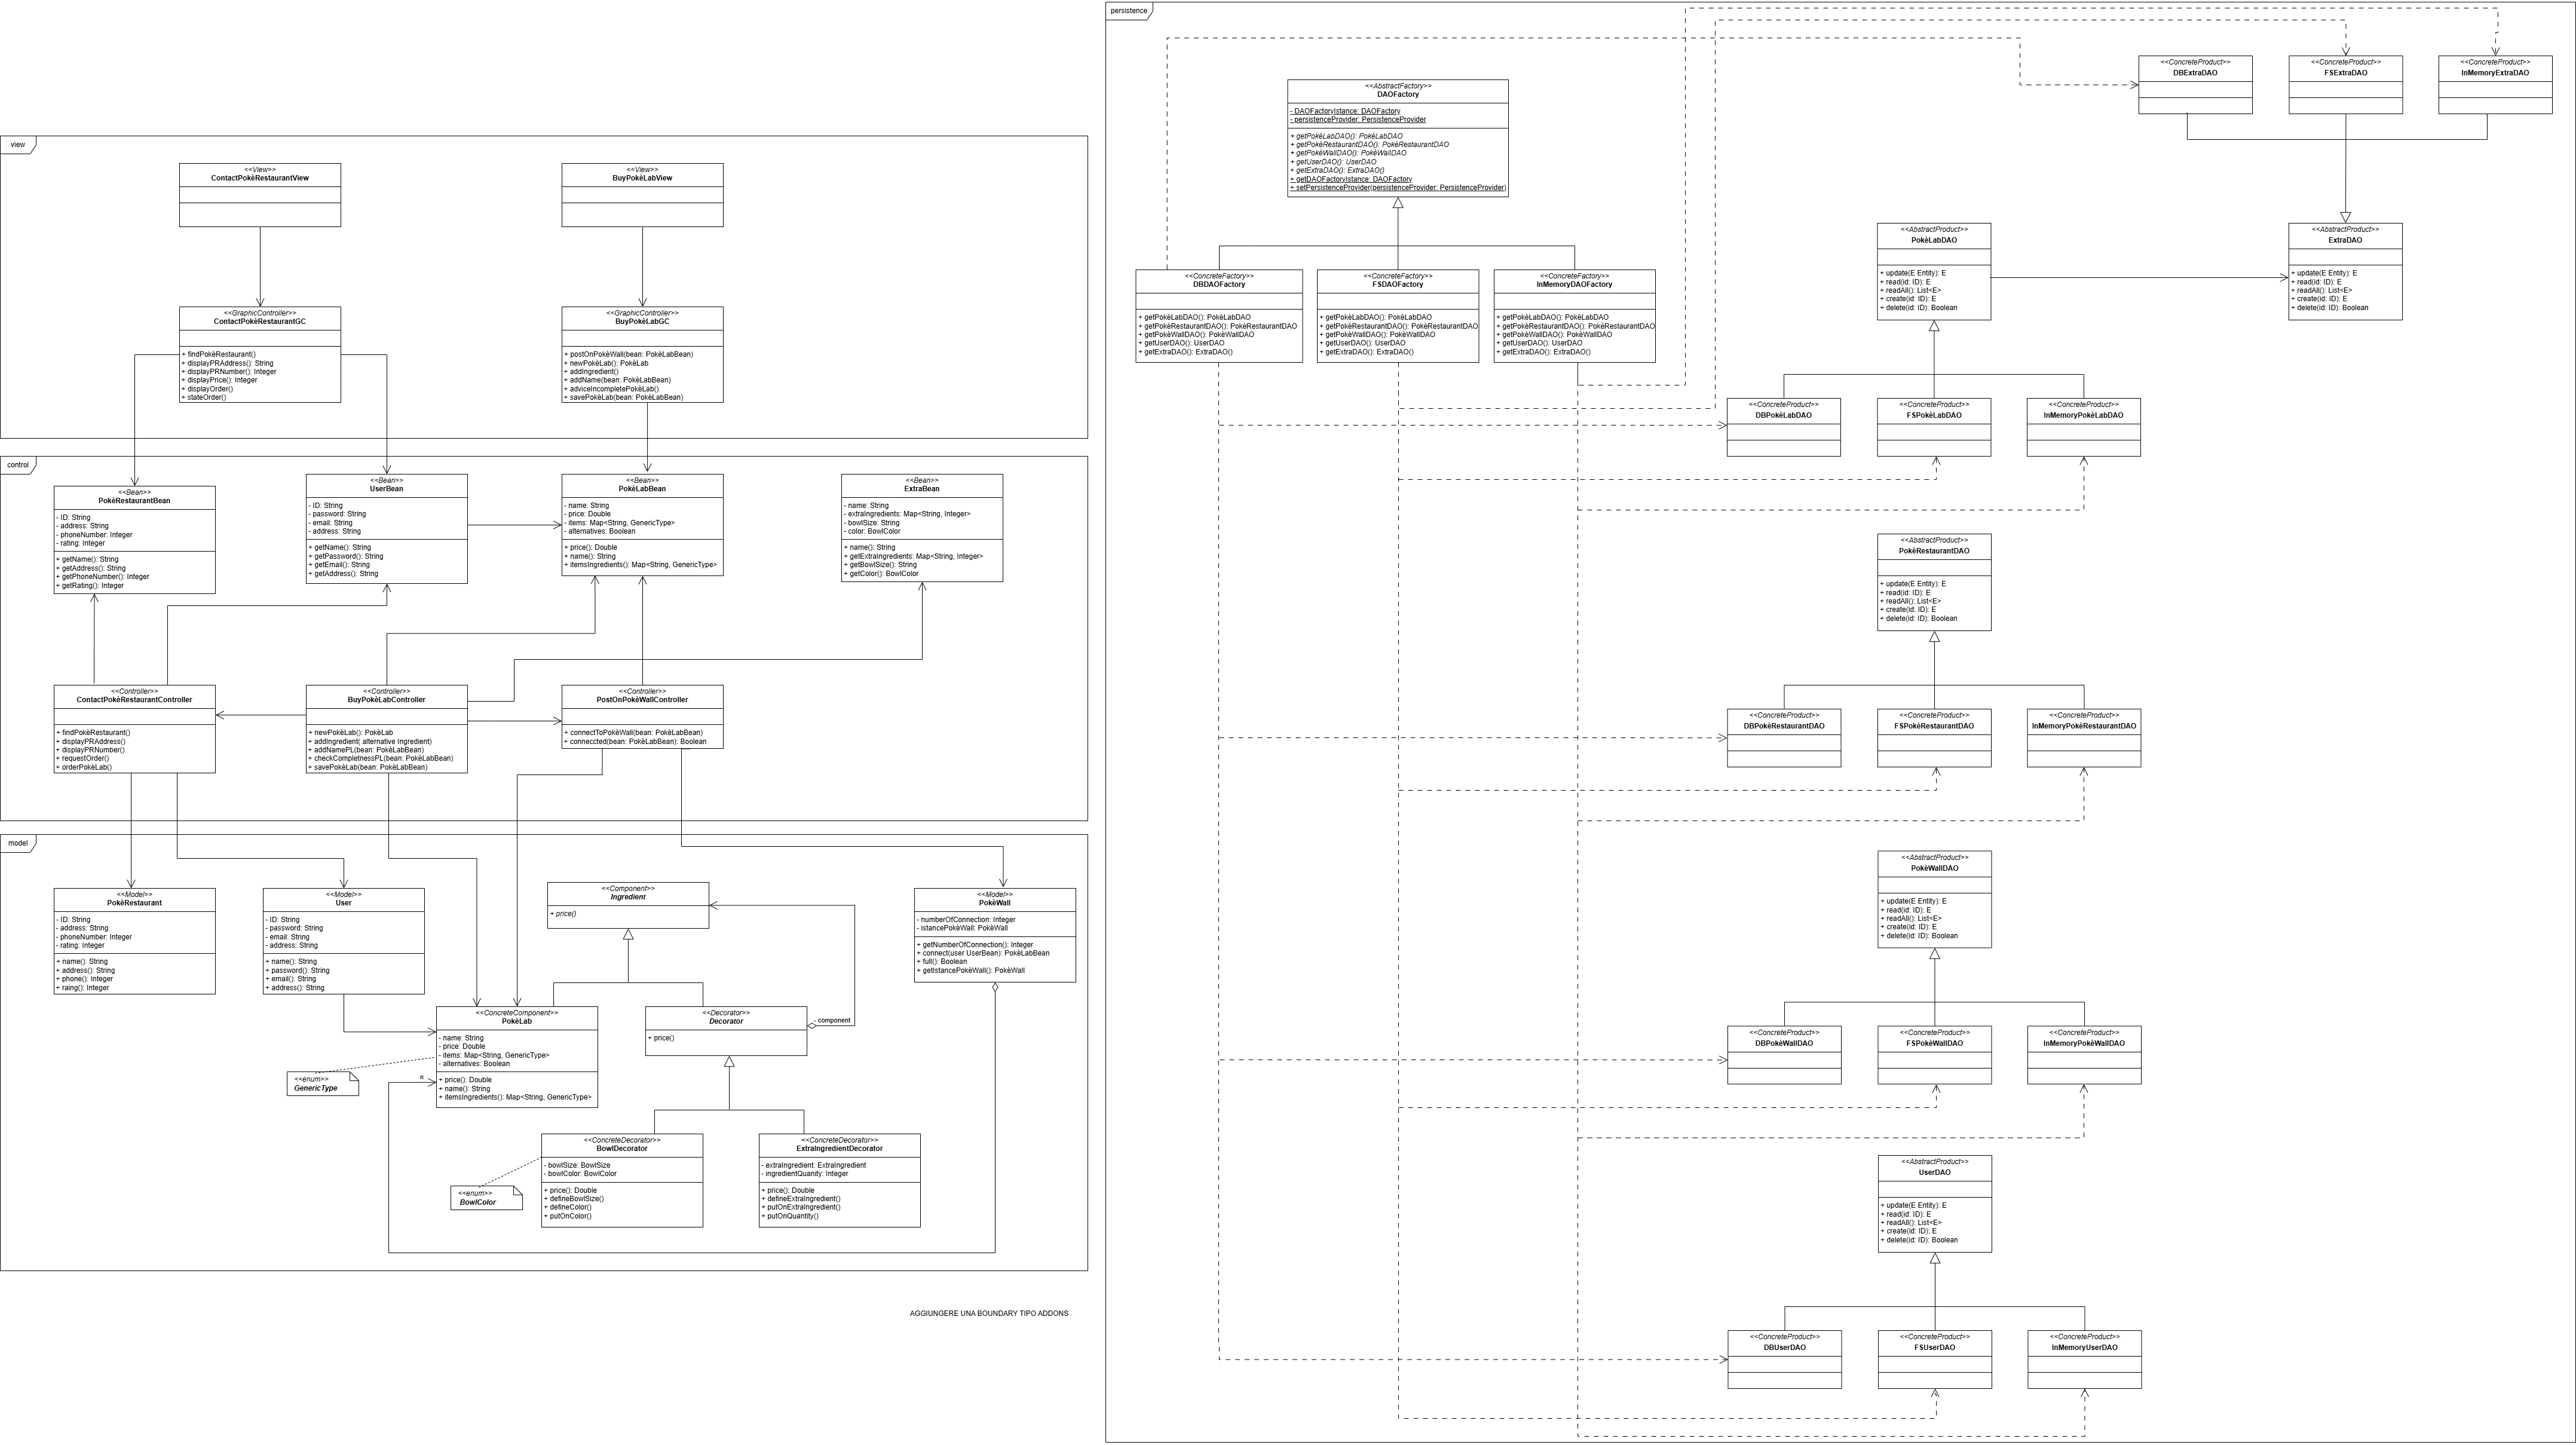 view
<<View>>
ContactPokèRestaurantView
<<View>>
BuyPokèLabView
<<GraphicController>>
ContactPokèRestaurantGC
+ findPokèRestaurant()
+ displayPRAddress(): String
+ displayPRNumber(): Integer
+ displayPrice(): Integer
+ displayOrder()
+ stateOrder()
<<GraphicController>>
BuyPokèLabGC
+ postOnPokèWall(bean: PokèLabBean)
+ newPokèLab(): PokèLab
+ addIngredient()
+ addName(bean: PokèLabBean)
+ adviceIncompletePokèLab()
+ savePokèLab(bean: PokèLabBean)
control
<<Bean>>
PokèRestaurantBean
- ID: String
- address: String
- phoneNumber: Integer
- rating: Integer
+ getName(): String
+ getAddress(): String
+ getPhoneNumber(): Integer
+ getRating(): Integer
<<Bean>>
UserBean
- ID: String
- password: String
- email: String
- address: String
+ getName(): String
+ getPassword(): String
+ getEmail(): String
+ getAddress(): String
<<Bean>>
PokèLabBean
- name: String
- price: Double
- items: Map<String, GenericType>
- alternatives: Boolean
+ price(): Double
+ name(): String
+ itemsIngredients(): Map<String, GenericType>
<<Bean>>
ExtraBean
- name: String
- extraIngredients: Map<String, Integer>
- bowlSize: String
- color: BowlColor
+ name(): String
+ getExtraIngredients: Map<String, Integer>
+ getBowlSize(): String
+ getColor(): BowlColor
<<Controller>>
ContactPokèRestaurantController
+ findPokèRestaurant()
+ displayPRAddress()
+ displayPRNumber()
+ requestOrder()
+ orderPokèLab()
<<Controller>>
BuyPokèLabController
+ newPokèLab(): PokèLab
+ addIngredient( alternative Ingredient)
+ addNamePL(bean: PokèLabBean)
+ checkCompletnessPL(bean: PokèLabBean)
+ savePokèLab(bean: PokèLabBean)
<<Controller>>
PostOnPokèWallController
+ connectToPokèWall(bean: PokèLabBean)
+ conneccted(bean: PokèLabBean): Boolean
model
<<Model>>
PokèRestaurant
- ID: String
- address: String
- phoneNumber: Integer
- rating: Integer
+ name(): String
+ address(): String
+ phone(): Integer
+ raing(): Integer
<<Model>>
User
- ID: String
- password: String
- email: String
- address: String
+ name(): String
+ password(): String
+ email(): String
+ address(): String
<<Component>>
Ingredient
+ price()
<<Model>>
PokèWall
- numberOfConnection: Integer
- istancePokèWall: PokèWall
+ getNumberOfConnection(): Integer
+ connect(user UserBean): PokèLabBean
+ full(): Boolean
+ getIstancePokèWall(): PokèWall
<<ConcreteComponent>>
PokèLab
- name: String
- price: Double
- items: Map<String, GenericType>
- alternatives: Boolean
+ price(): Double
+ name(): String
+ itemsIngredients(): Map<String, GenericType>
<<Decorator>>
Decorator
+ price()
- component
<<enum>>
GenericType
n
<<ConcreteDecorator>>
BowlDecorator
- bowlSize: BowlSize
- bowlColor: BowlColor
+ price(): Double
+ defineBowlSize()
+ defineColor()
+ putOnColor()
<<ConcreteDecorator>>
ExtraIngredientDecorator
- extraIngredient: ExtraIngredient
- ingredientQuanity: Integer
+ price(): Double
+ defineExtraIngredient()
+ putOnExtraIngredient()
+ putOnQuantity()
<<enum>>
BowlColor
AGGIUNGERE UNA BOUNDARY TIPO ADDONS
persistence
<<AbstractFactory>>
DAOFactory
- DAOFactoryIstance: DAOFactory
- persistenceProvider: PersistenceProvider
+ getPokèLabDAO(): PokèLabDAO
+ getPokèRestaurantDAO(): PokèRestaurantDAO
+ getPokèWallDAO(): PokèWallDAO
+ getUserDAO(): UserDAO
+ getExtraDAO(): ExtraDAO()
+ getDAOFactoryIstance: DAOFactory
+ setPersistenceProvider(persistenceProvider: PersistenceProvider)
<<ConcreteFactory>>
DBDAOFactory
+ getPokèLabDAO(): PokèLabDAO
+ getPokèRestaurantDAO(): PokèRestaurantDAO
+ getPokèWallDAO(): PokèWallDAO
+ getUserDAO(): UserDAO
+ getExtraDAO(): ExtraDAO()
<<ConcreteFactory>>
FSDAOFactory
+ getPokèLabDAO(): PokèLabDAO
+ getPokèRestaurantDAO(): PokèRestaurantDAO
+ getPokèWallDAO(): PokèWallDAO
+ getUserDAO(): UserDAO
+ getExtraDAO(): ExtraDAO()
<<ConcreteFactory>>
InMemoryDAOFactory
+ getPokèLabDAO(): PokèLabDAO
+ getPokèRestaurantDAO(): PokèRestaurantDAO
+ getPokèWallDAO(): PokèWallDAO
+ getUserDAO(): UserDAO
+ getExtraDAO(): ExtraDAO()
<<ConcreteProduct>>
DBExtraDAO
<<ConcreteProduct>>
FSExtraDAO
<<ConcreteProduct>>
InMemoryExtraDAO
<<AbstractProduct>>
PokèLabDAO
+ update(E Entity): E
+ read(id: ID): E
+ readAll(): List<E>
+ create(id: ID): E
+ delete(id: ID): Boolean
<<AbstractProduct>>
ExtraDAO
+ update(E Entity): E
+ read(id: ID): E
+ readAll(): List<E>
+ create(id: ID): E
+ delete(id: ID): Boolean
<<ConcreteProduct>>
DBPokèLabDAO
<<ConcreteProduct>>
FSPokèLabDAO
<<ConcreteProduct>>
InMemoryPokèLabDAO
<<AbstractProduct>>
PokèRestaurantDAO
+ update(E Entity): E
+ read(id: ID): E
+ readAll(): List<E>
+ create(id: ID): E
+ delete(id: ID): Boolean
<<ConcreteProduct>>
DBPokèRestaurantDAO
<<ConcreteProduct>>
FSPokèRestaurantDAO
<<ConcreteProduct>>
InMemoryPokèRestaurantDAO
<<AbstractProduct>>
PokèWallDAO
+ update(E Entity): E
+ read(id: ID): E
+ readAll(): List<E>
+ create(id: ID): E
+ delete(id: ID): Boolean
<<ConcreteProduct>>
DBPokèWallDAO
<<ConcreteProduct>>
FSPokèWallDAO
<<ConcreteProduct>>
InMemoryPokèWallDAO
<<AbstractProduct>>
UserDAO
+ update(E Entity): E
+ read(id: ID): E
+ readAll(): List<E>
+ create(id: ID): E
+ delete(id: ID): Boolean
<<ConcreteProduct>>
DBUserDAO
<<ConcreteProduct>>
FSUserDAO
<<ConcreteProduct>>
InMemoryUserDAO